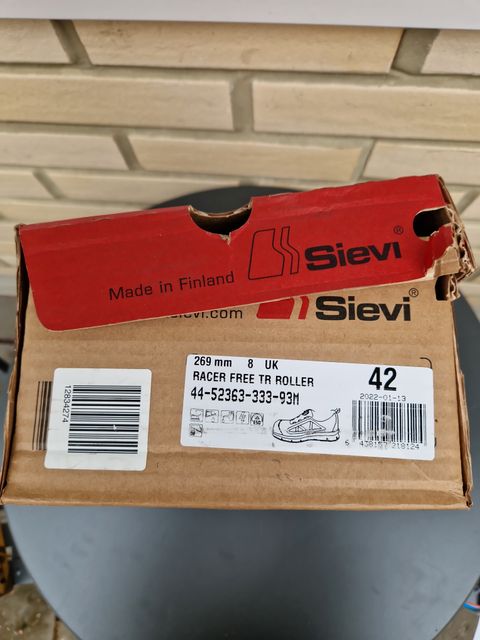 Made in Finland
Sievi®
sievi.com
Sievi®
269 mm 8 UK
RACER FREE TR ROLLER
44-52363-333-93M
42
2022-01-13
12834274